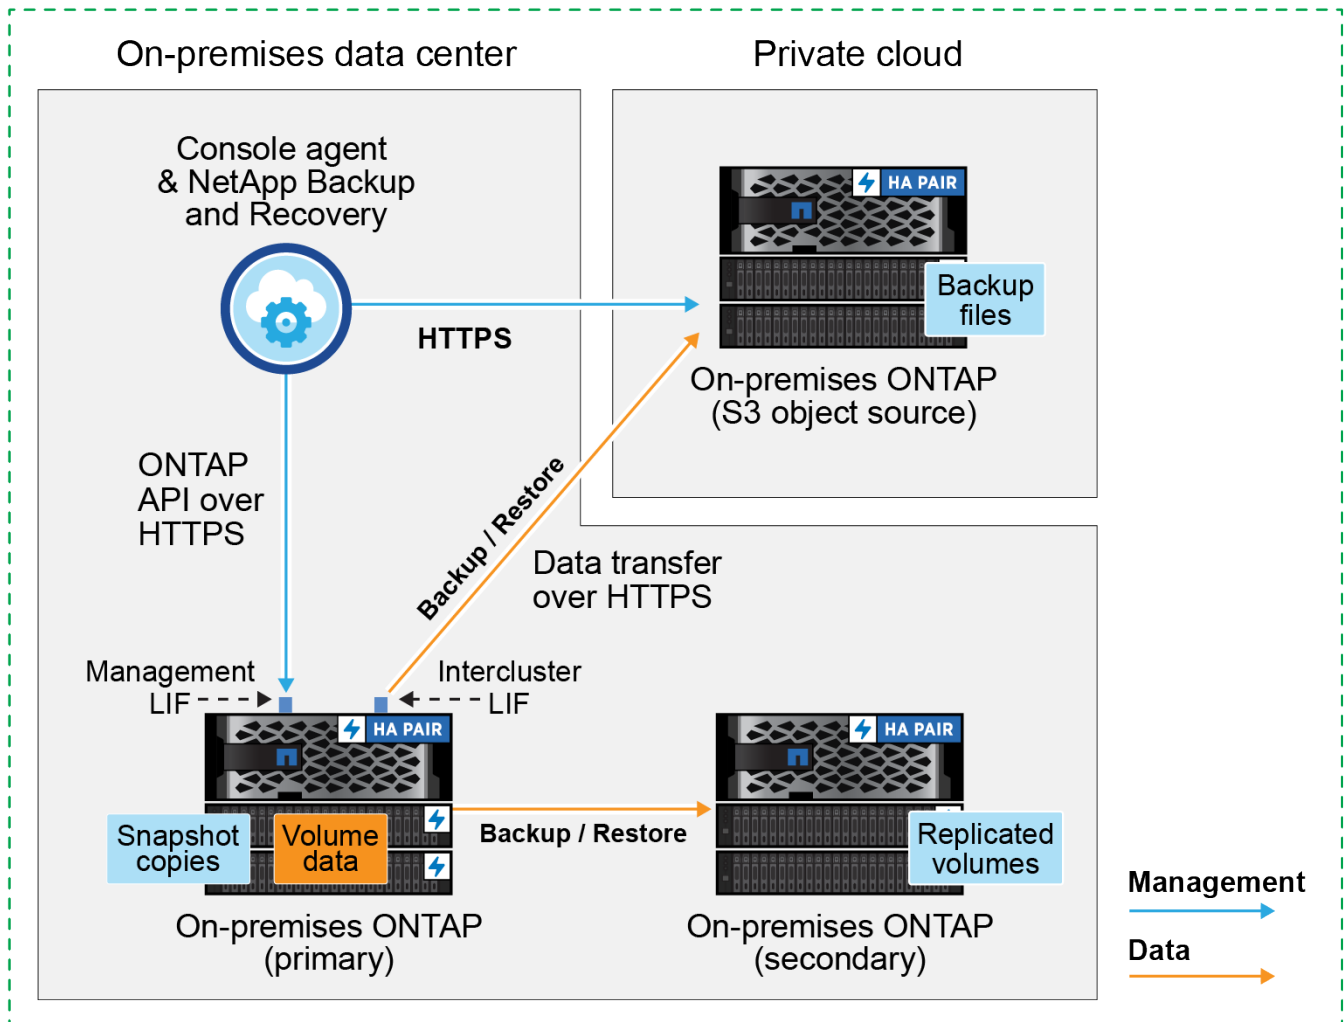 On-premises data center
Private cloud
Console agent
& NetApp Backup
and Recovery
HA PAIR
Backup
files
HTTPS
On-premises ONTAP
(S3 object source)
ONTAP
API over
HTTPS
Backup / Restore
Data transfer
over HTTPS
Management
LIF
Intercluster
LIF
HA PAIR
HA PAIR
Snapshot
copies
Volume
data
Backup / Restore
Replicated
volumes
On-premises ONTAP
(primary)
On-premises ONTAP
(secondary)
Management
Data